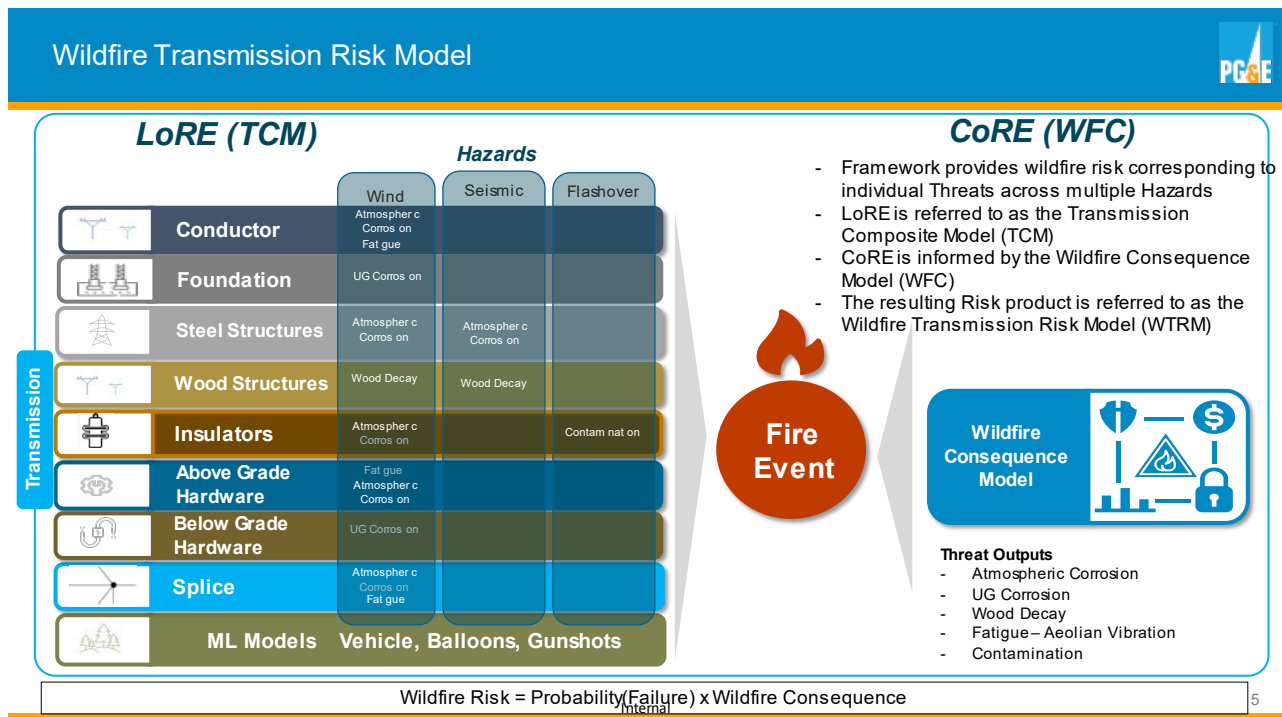 Wildfire Transmission Risk Model
PG&E
LoRE (TCM)
Hazards
Wind
Seismic
Flashover
Transmission
Conductor
Atmospher c
Corros on
Fat gue
Foundation
UG Corros on
Steel Structures
Atmospher c
Corros on
Atmospher c
Corros on
Wood Structures
Wood Decay
Wood Decay
Insulators
Atmospher c
Corros on
Contam nat on
Above Grade
Hardware
Fat gue
Atmospher c
Corros on
Below Grade
Hardware
UG Corros on
Splice
Atmospher c
Corros on
Fat gue
ML Models Vehicle, Balloons, Gunshots
Fire
Event
CoRE (WFC)
- Framework provides wildfire risk corresponding to
individual Threats across multiple Hazards
- LoRE is referred to as the Transmission
Composite Model (TCM)
- CoRE is informed by the Wildfire Consequence
Model (WFC)
- The resulting Risk product is referred to as the
Wildfire Transmission Risk Model (WTRM)
Wildfire
Consequence
Model
$
Threat Outputs
- Atmospheric Corrosion
- UG Corrosion
- Wood Decay
- Fatigue – Aeolian Vibration
- Contamination
Wildfire Risk = Probability(Failure) x Wildfire Consequence
Internal
5